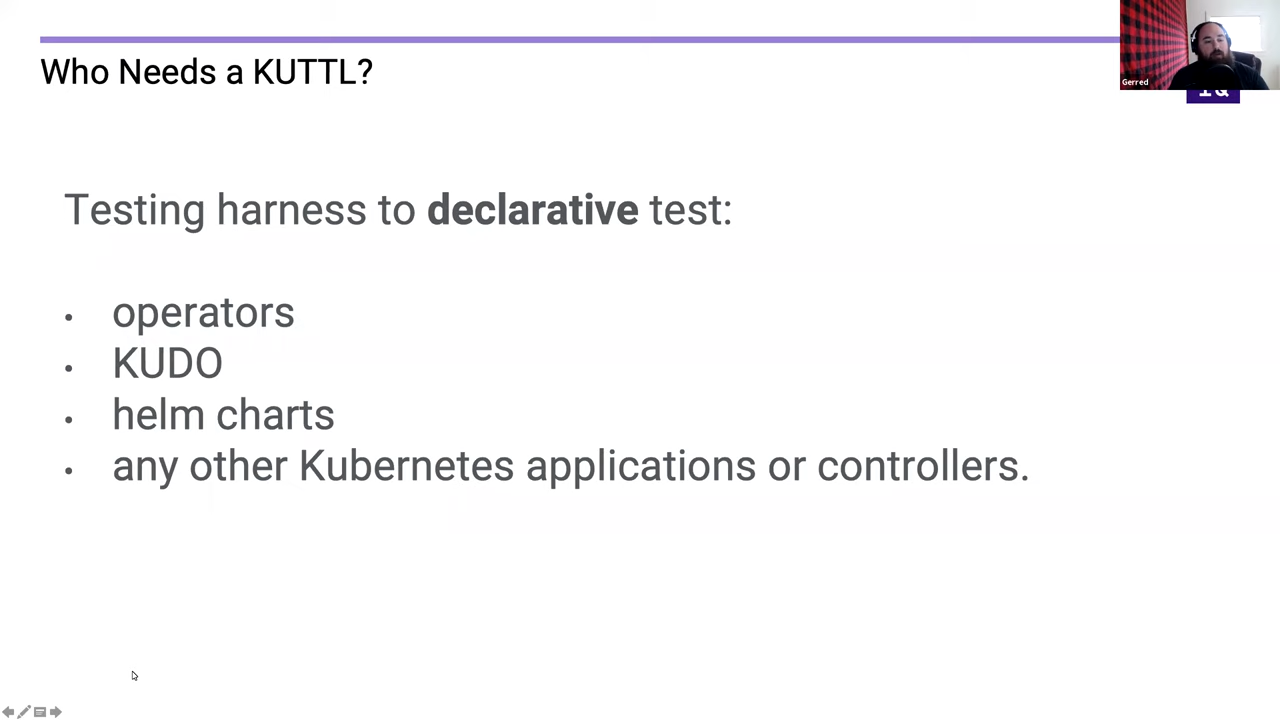 Who Needs a KUTTL?
Gerred
Testing harness to declarative test:
• operators
• KUDO
• helm charts
• any other Kubernetes applications or controllers.